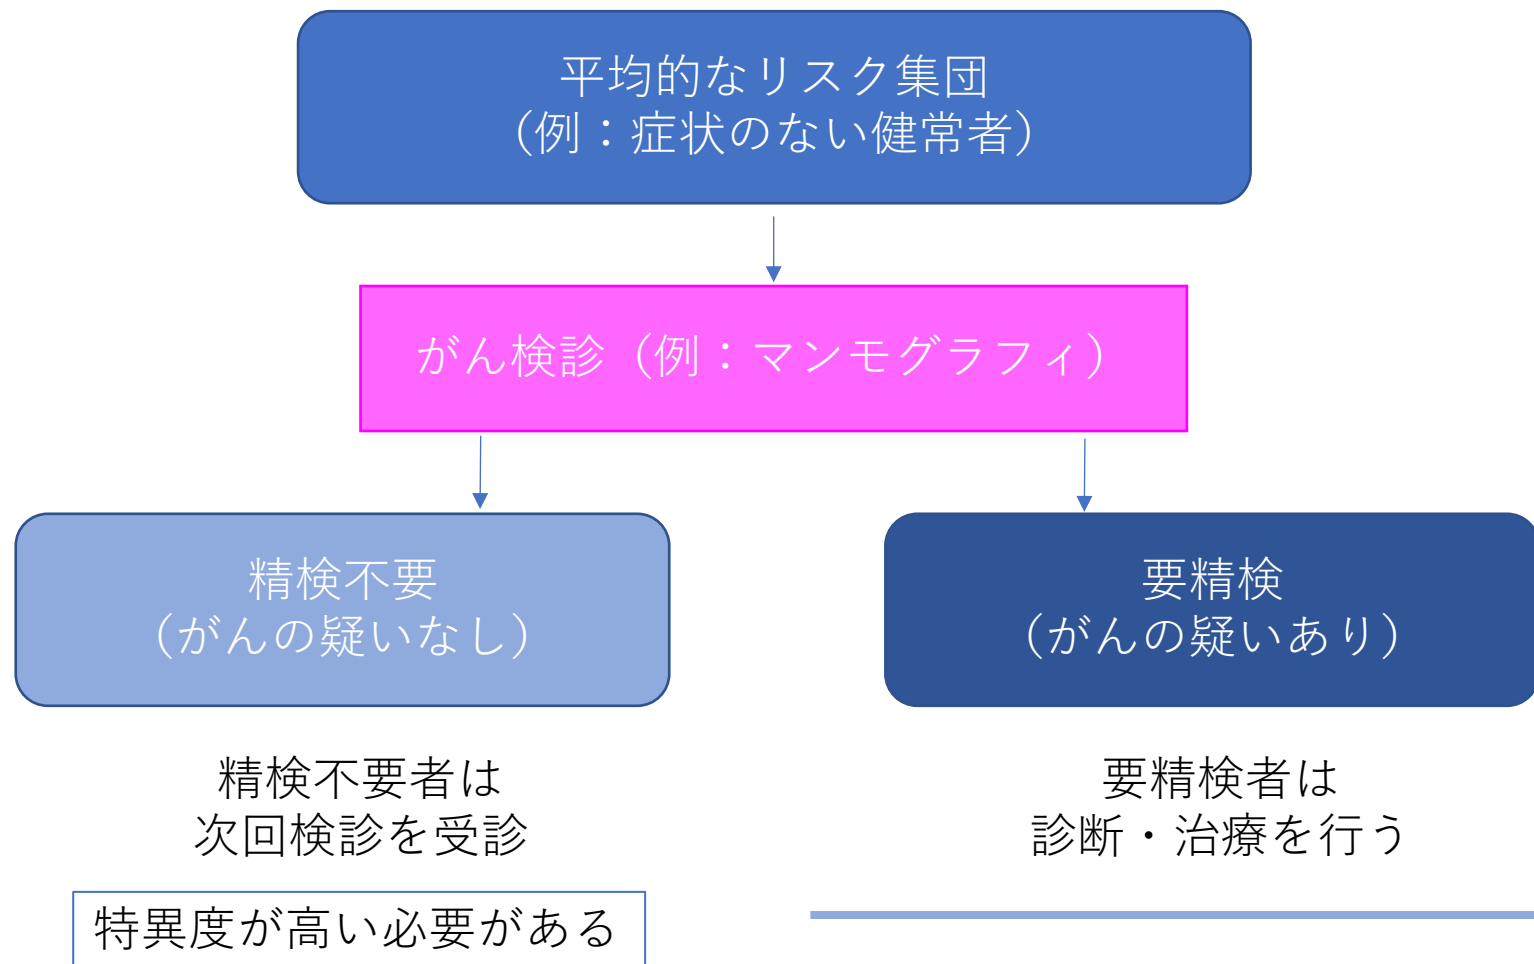 平均的なリスク集団
（例：症状のない健常者）
がん検診（例：マンモグラフィ）
精検不要
（がんの疑いなし）
要精検
（がんの疑いあり）
精検不要者は
次回検診を受診
要精検者は
診断・治療を行う
特異度が高い必要がある